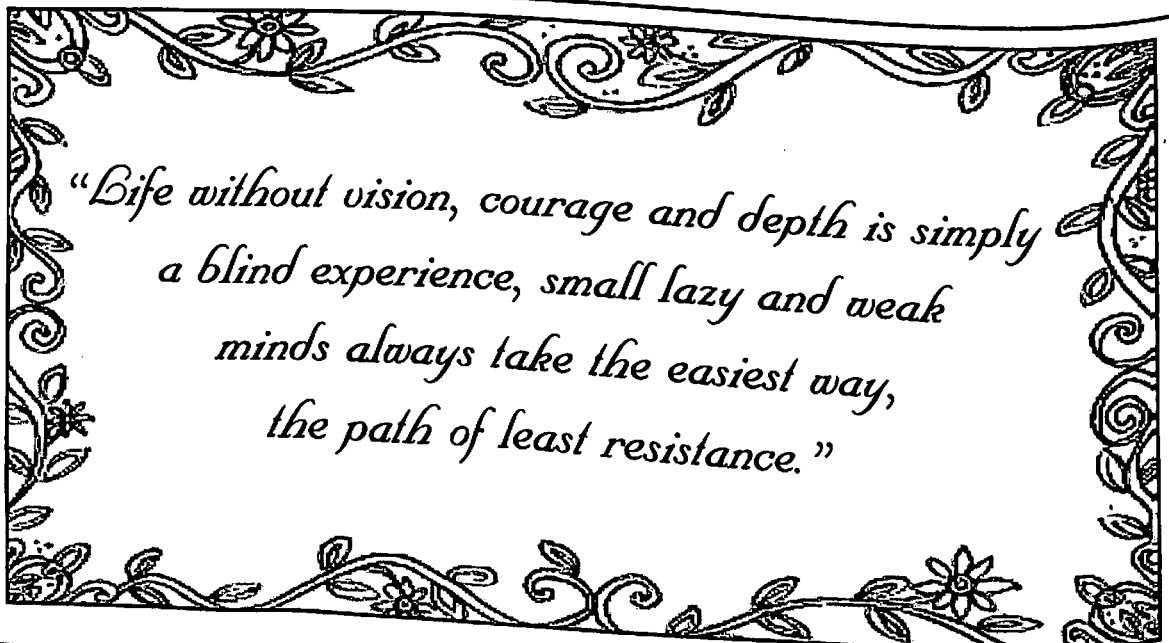 “Life without vision, courage and depth is simply
a blind experience, small lazy and weak
minds always take the easiest way,
the path of least resistance.”